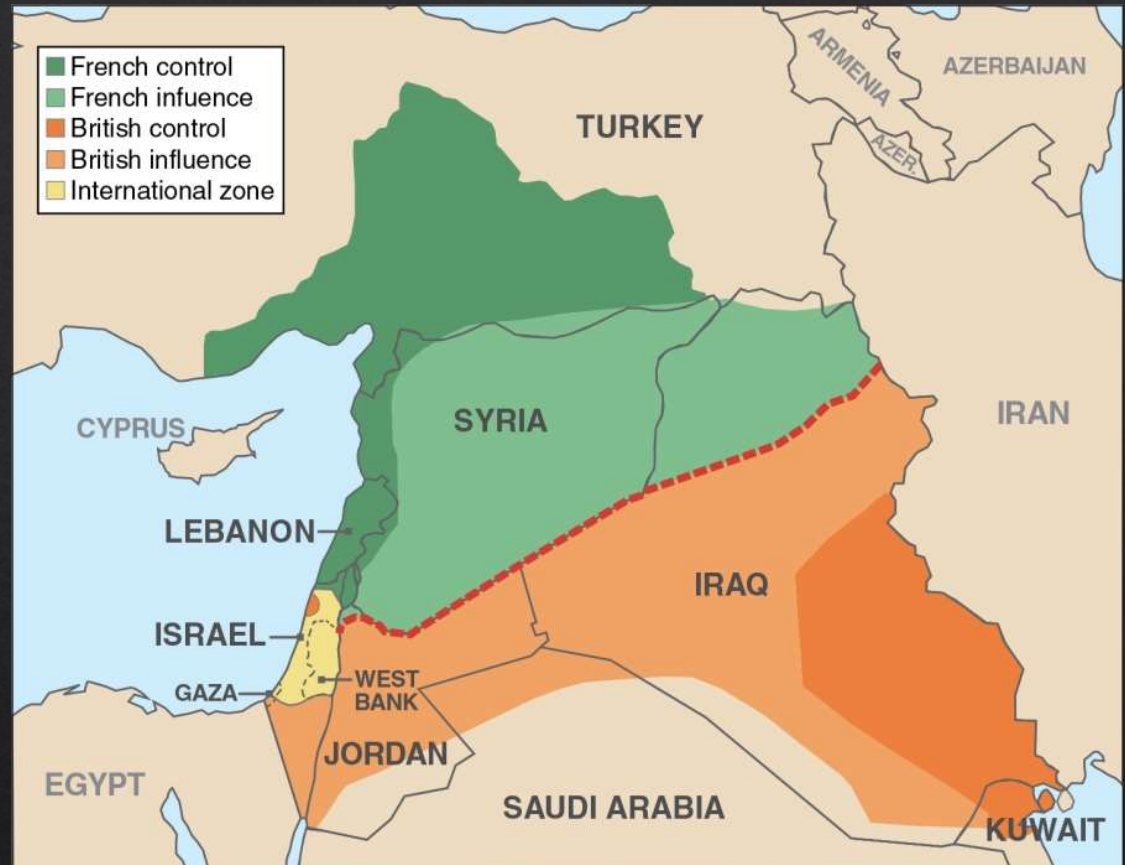 French control
French infuence
British control
British influence
International zone
ARMENIA
AZERBAIJAN
TURKEY
AZER.
CYPRUS
SYRIA
IRAN
LEBANON
IRAQ
ISRAEL
GAZA
WEST
BANK
JORDAN
EGYPT
SAUDI ARABIA
KUWAIT